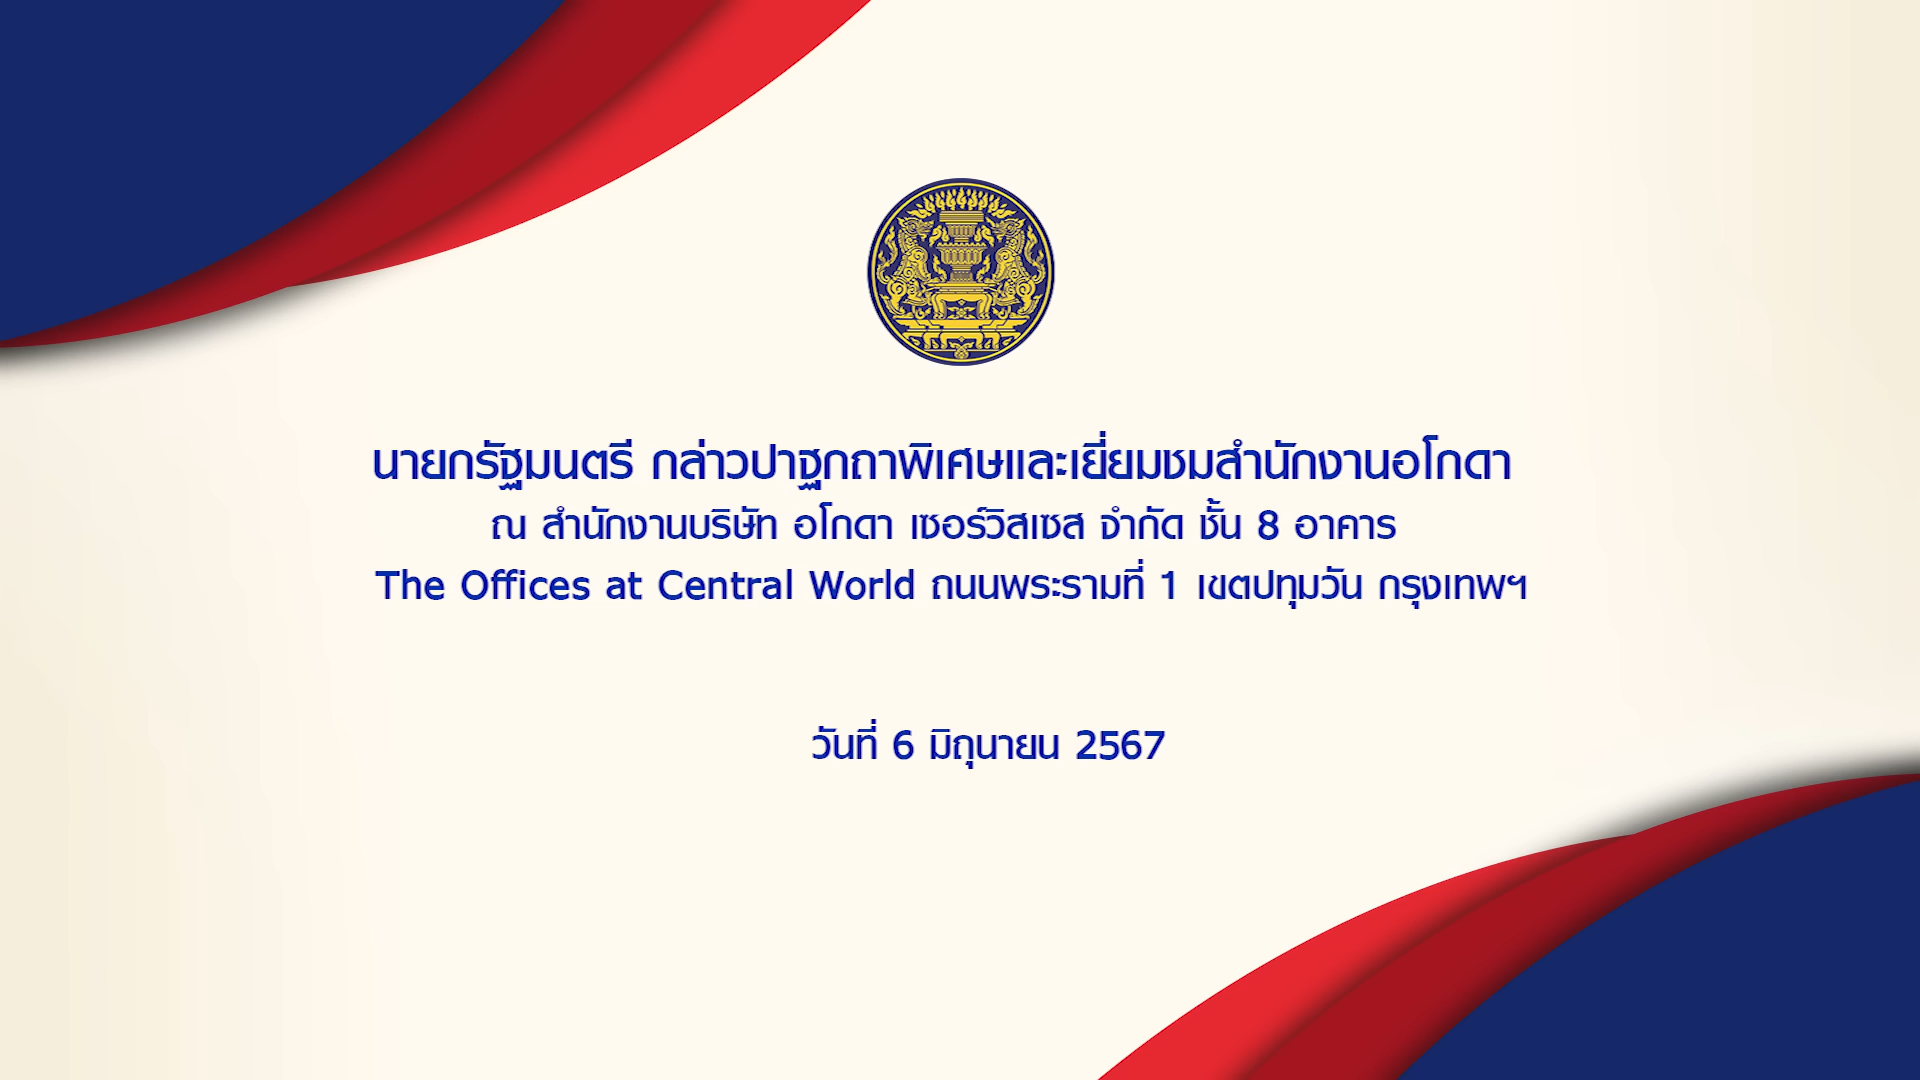 นายกรัฐมนตรี กล่าวปาฐกถาพิเศษและเยี่ยมชมสำนักงานอโกดา
ณ สำนักงานบริษัท อโกดา เซอร์วิสเซส จำกัด ชั้น 8 อาคาร
The Offices at Central World ถนนพระรามที่ 1 เขตปทุมวัน กรุงเทพฯ
วันที่ 6 มิถุนายน 2567